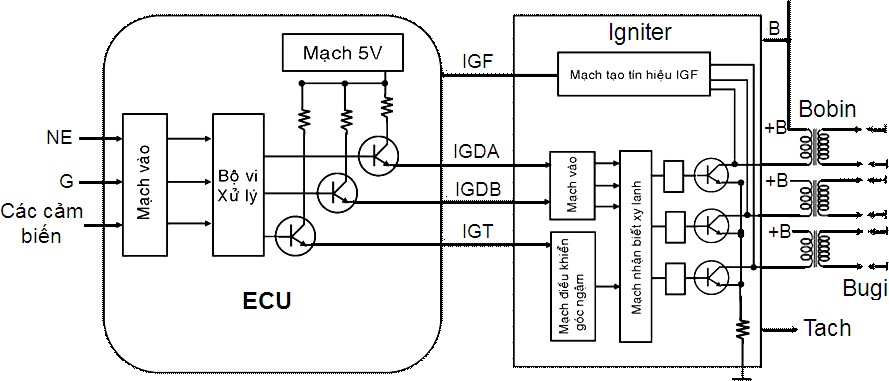 Mạch 5V
NE
G
Các cảm
biến
Mạch vào
Bộ vi
Xử lý
ECU
IGF
IGDA
IGDB
IGT
Igniter
Mạch tạo tín hiệu IGF
Mạch vào
Mạch điều khiển
góc ngậm
Mạch nhận biết xy lanh
B
+B
Bobin
+B
+B
Bugi
Tach